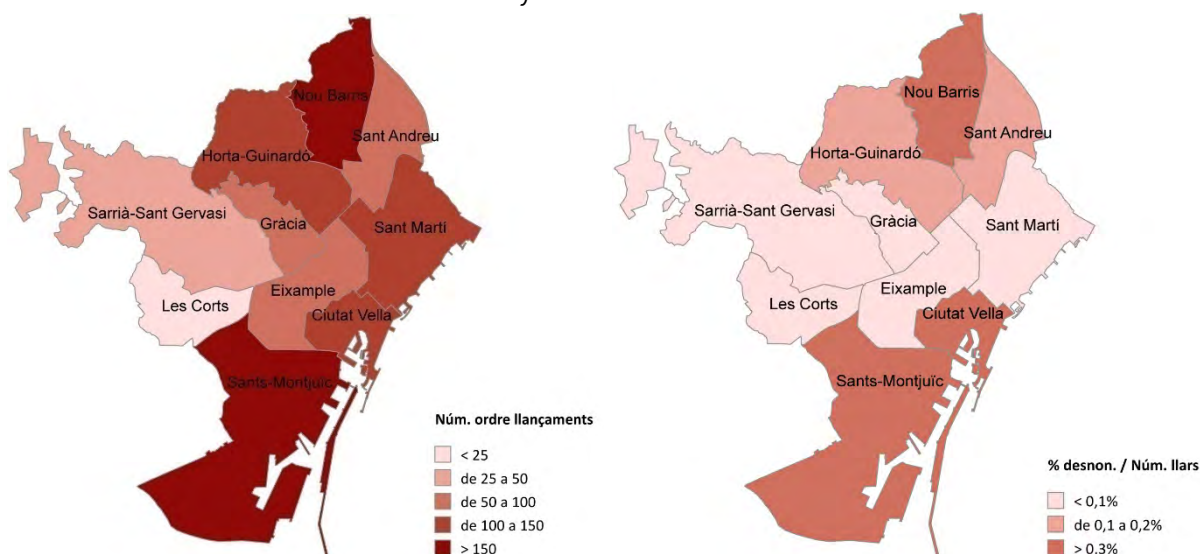 Nou Barris
Sant Andreu
Horta-Guinardó
Sarrià-Sant Gervasi
Gràcia
Sant Martí
Eixample
Les Corts
Ciutat Vella
Sants-Montjuïc
Núm. ordre llançaments
< 25
de 25 a 50
de 50 a 100
de 100 a 150
> 150
Nou Barris
Sant Andreu
Horta-Guinardó
Sarrià-Sant Gervasi
Gràcia
Sant Martí
Eixample
Les Corts
Ciutat Vella
Sants-Montjuïc
% desnon. / Núm. llars
< 0,1%
de 0,1 a 0,2%
> 0,3%